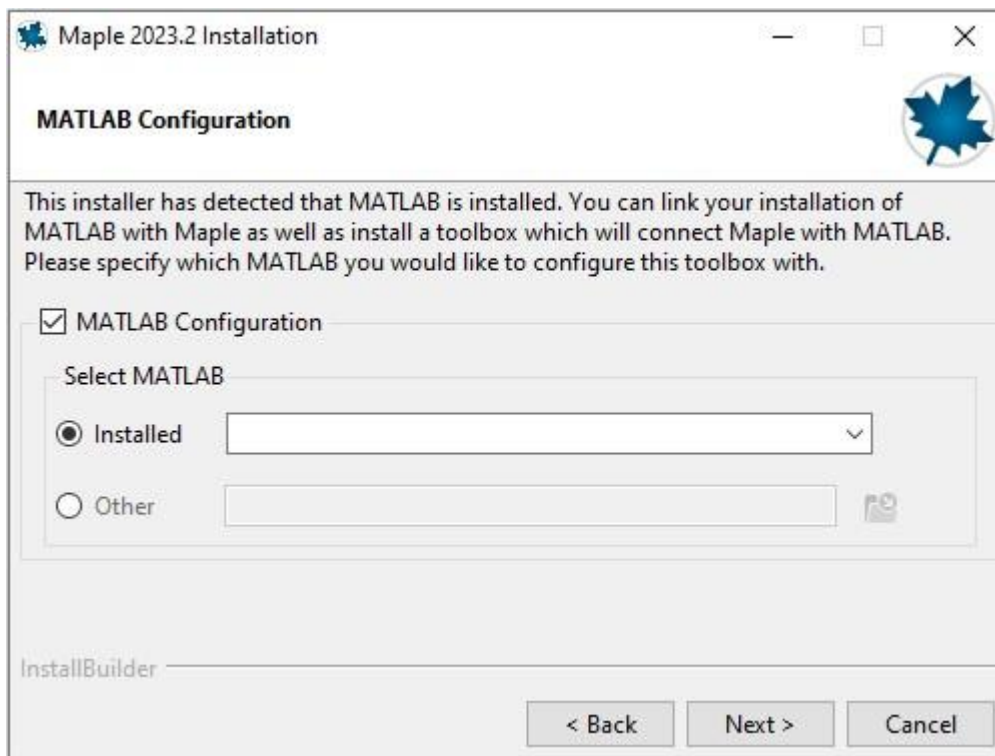 Maple 2023.2 Installation
MATLAB Configuration
This installer has detected that MATLAB is installed. You can link your installation of
MATLAB with Maple as well as install a toolbox which will connect Maple with MATLAB.
Please specify which MATLAB you would like to configure this toolbox with.
MATLAB Configuration
Select MATLAB
Installed
Other
InstallBuilder
< Back Next > Cancel